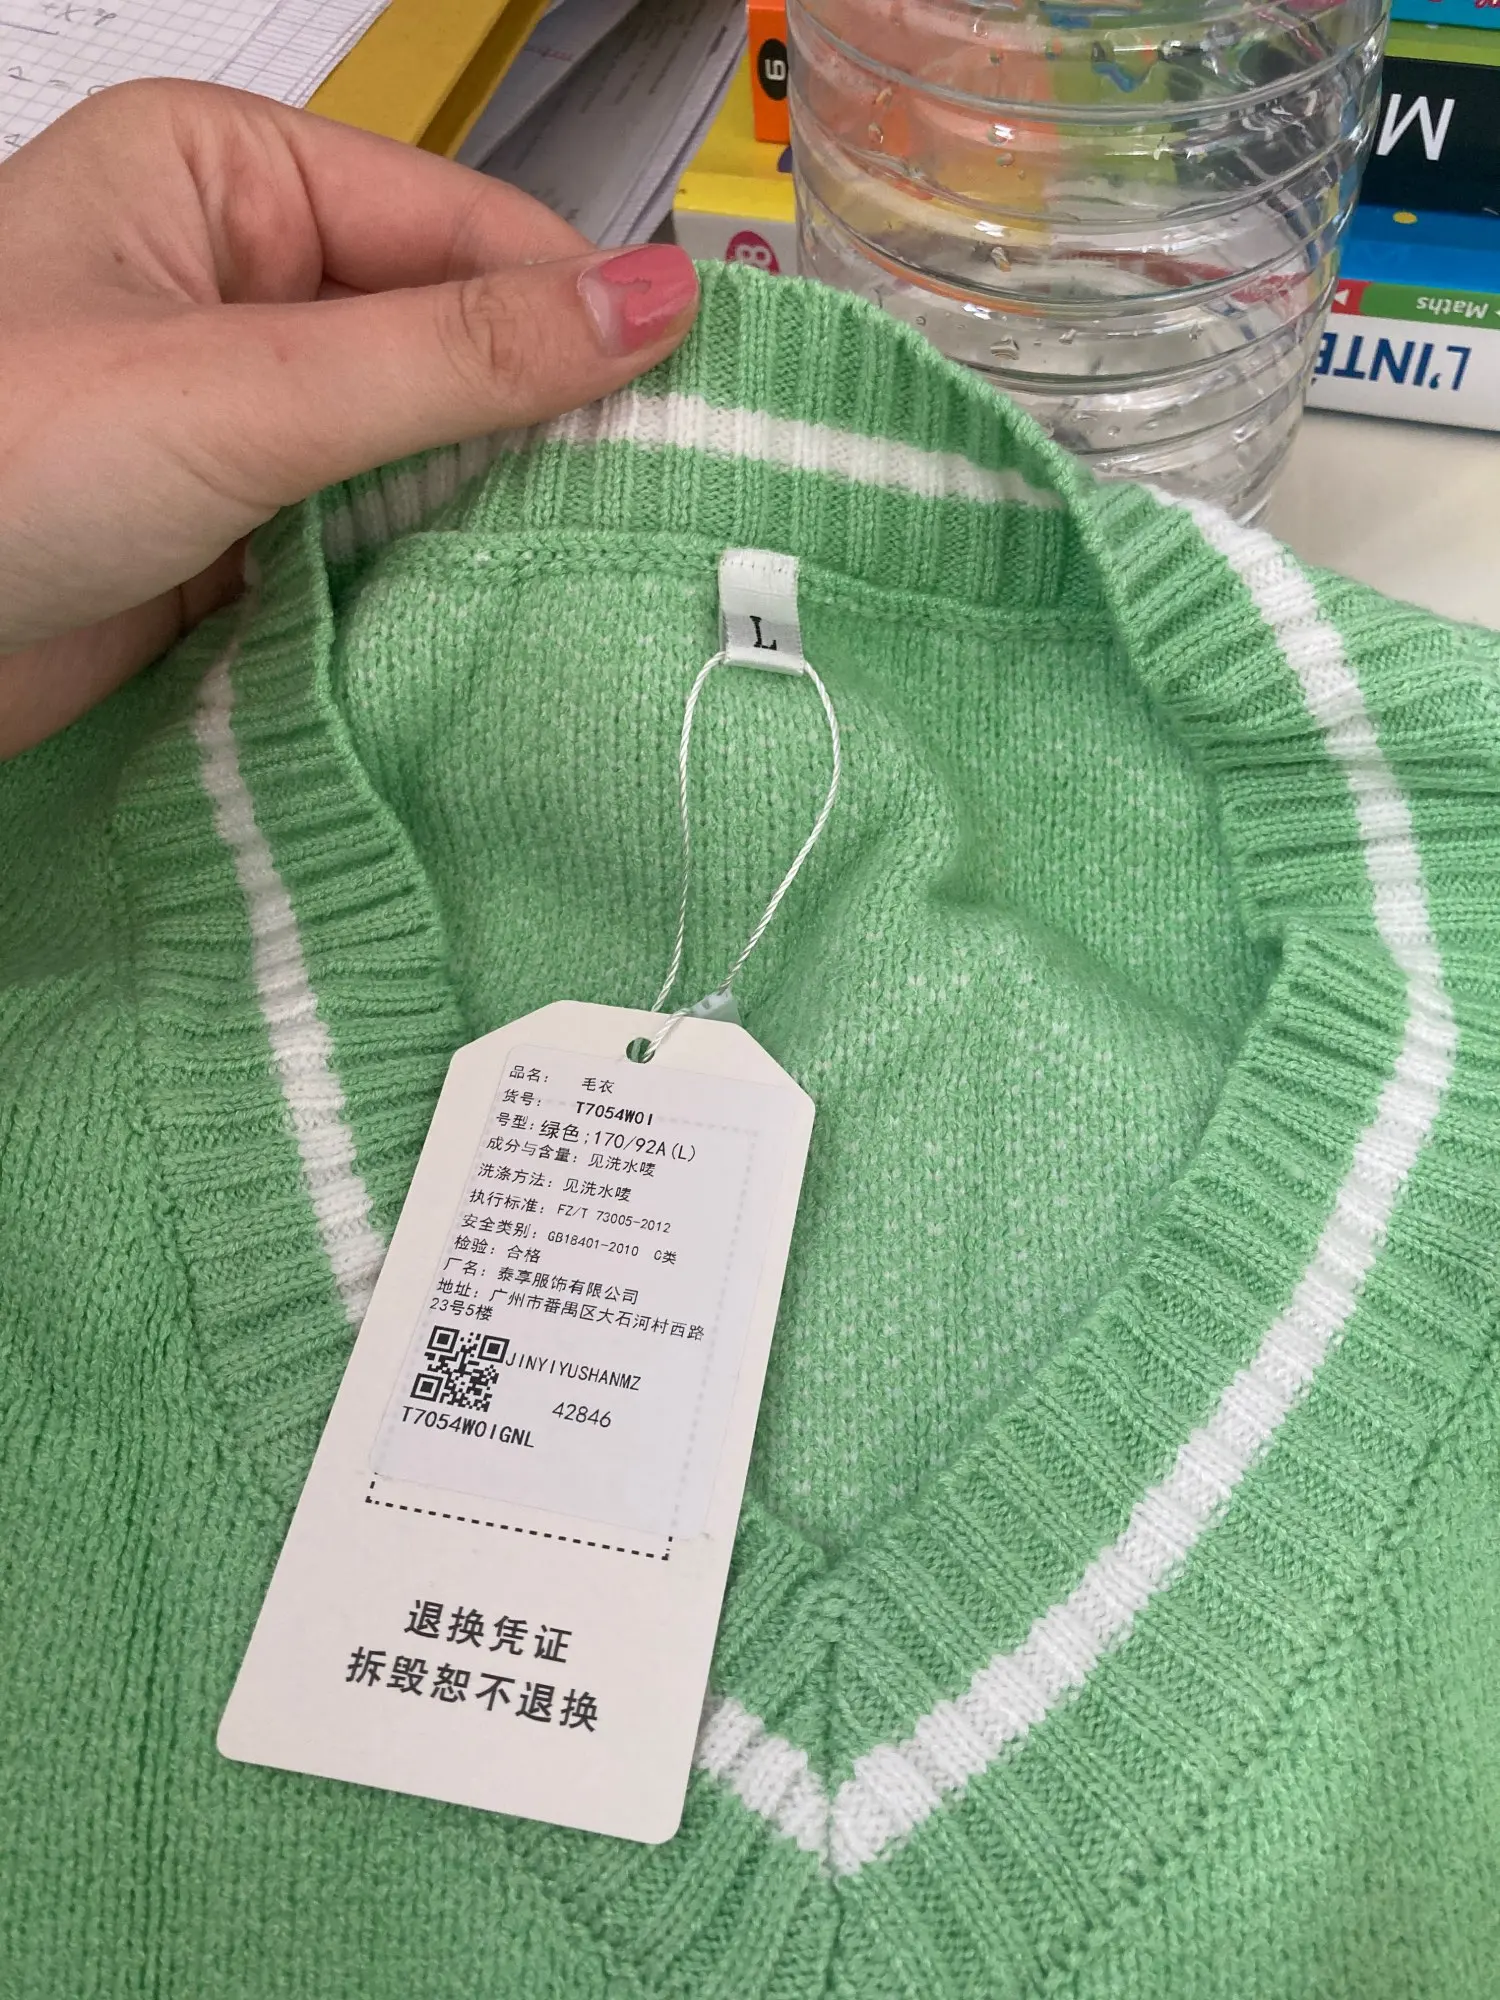 9
8
M
Maths
L'INTE
L
品名： 毛衣
货号： T7054W0I
号型：绿色;170/92A(L)
成分与含量：见洗水唛
洗涤方法：见洗水唛
执行标准：FZ/T 73005-2012
安全类别：GB18401-2010 C类
检验：合格
厂名：泰享服饰有限公司
地址：广州市番禺区大石河村西路
23号5楼
JINYIYUSHANMZ
42846
T7054W0IGNL
退换凭证
拆毁恕不退换